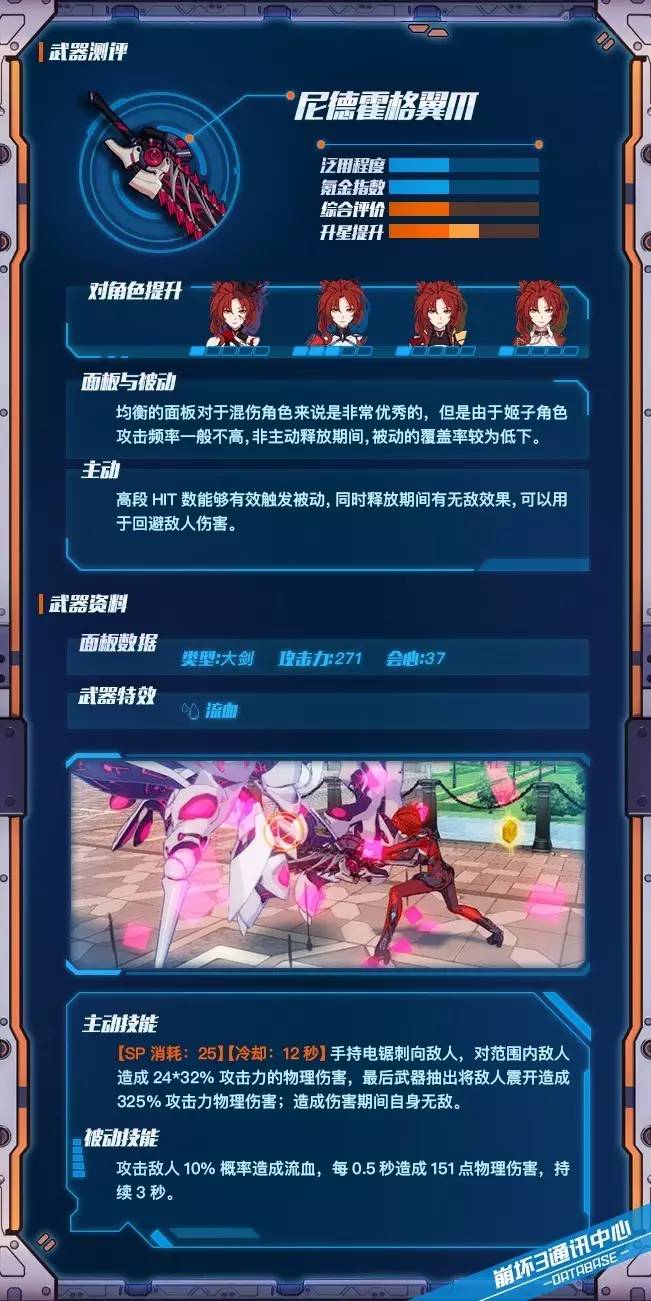 武器测评
尼德霍格翼M
泛用程度
氪金指数
综合评价
升星提升
对角色提升
面板与被动
均衡的面板对于混伤角色来说是非常优秀的，但是由于姬子角色
攻击频率一般不高，非主动释放期间，被动的覆盖率较为低下。
主动
高段 HIT 数能够有效触发被动，同时释放期间有无敌效果，可以用
于回避敌人伤害。
武器资料
面板数据
类型:大剑 攻击力:271 会心:37
武器特效
流血
主动技能
【SP 消耗：25】【冷却：12 秒】手持电锯刺向敌人，对范围内敌人
造成 24*32% 攻击力的物理伤害，最后武器抽出将敌人震开造成
325% 攻击力物理伤害；造成伤害期间自身无敌。
被动技能
攻击敌人 10% 概率造成流血，每 0.5 秒造成 151 点物理伤害，持
续 3 秒。
崩坏3通讯中心
—DATABASE—